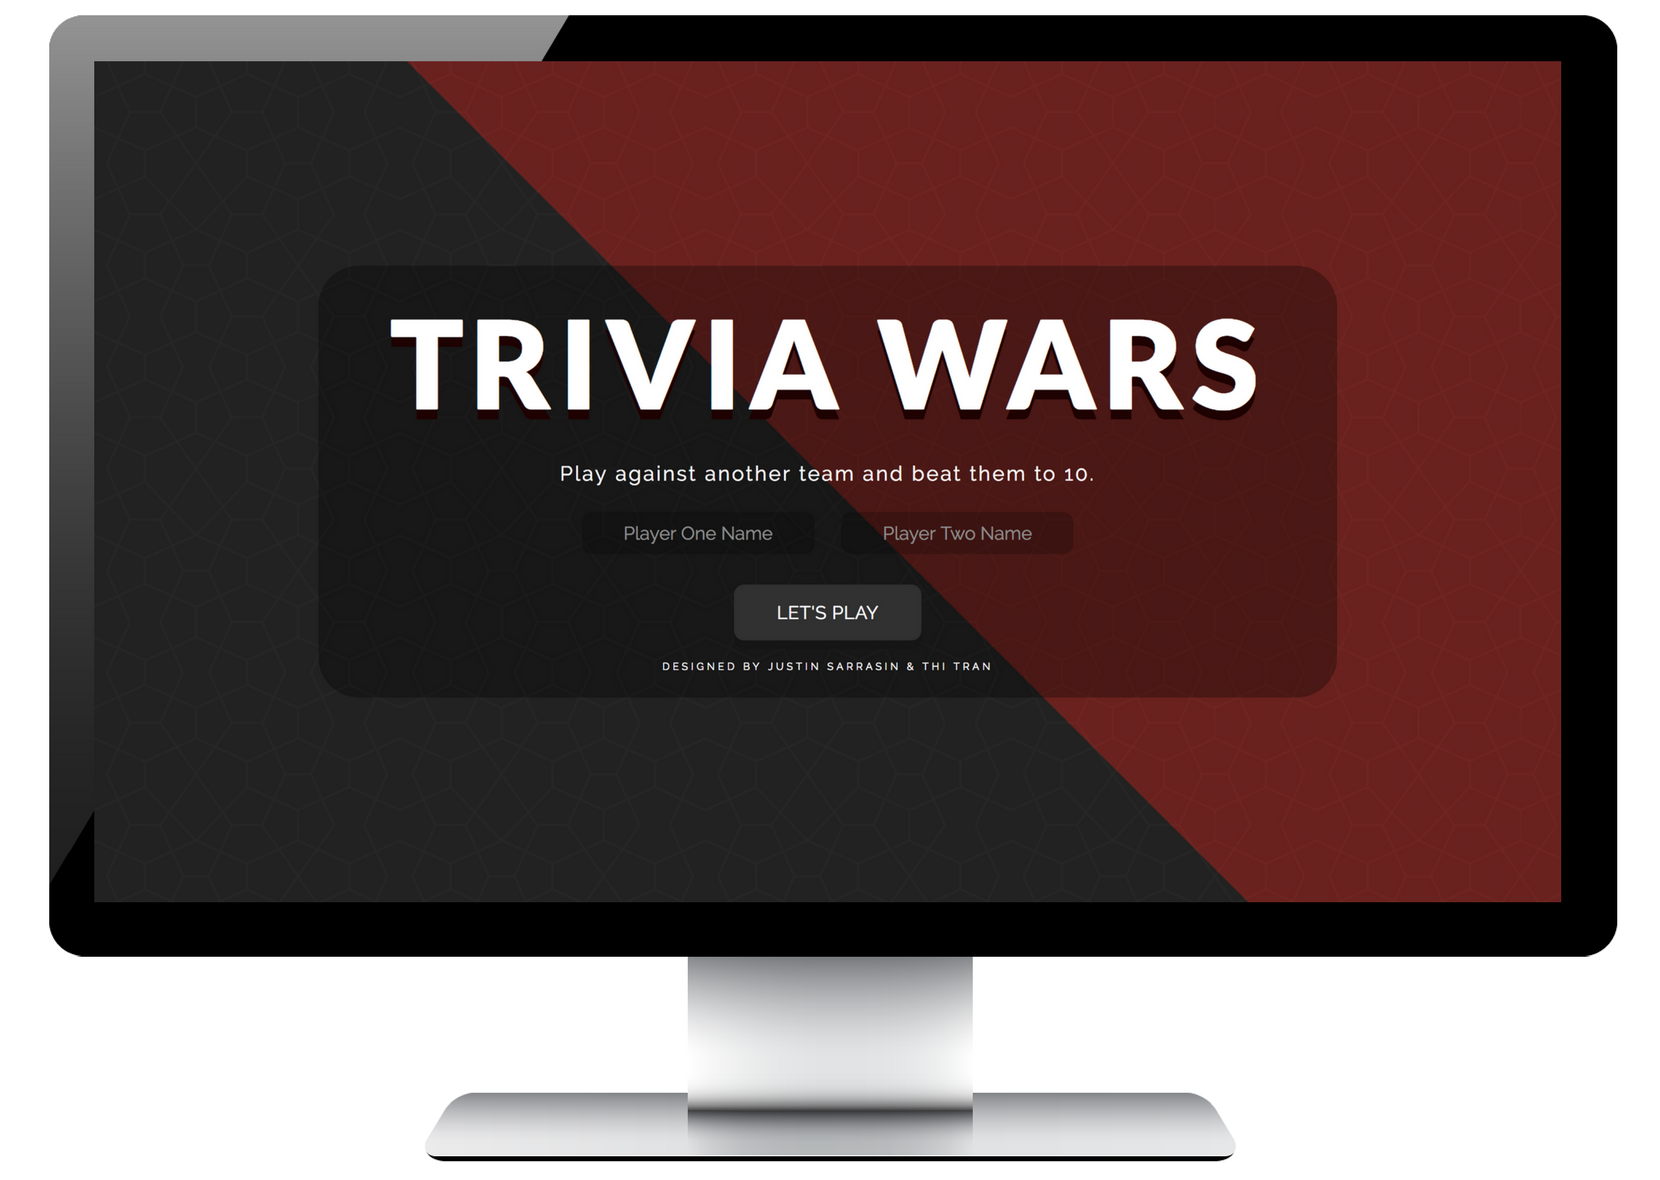 TRIVIA WARS
Play against another team and beat them to 10.
Player One Name
Player Two Name
LET'S PLAY
DESIGNED BY JUSTIN SARRASIN & THI TRAN